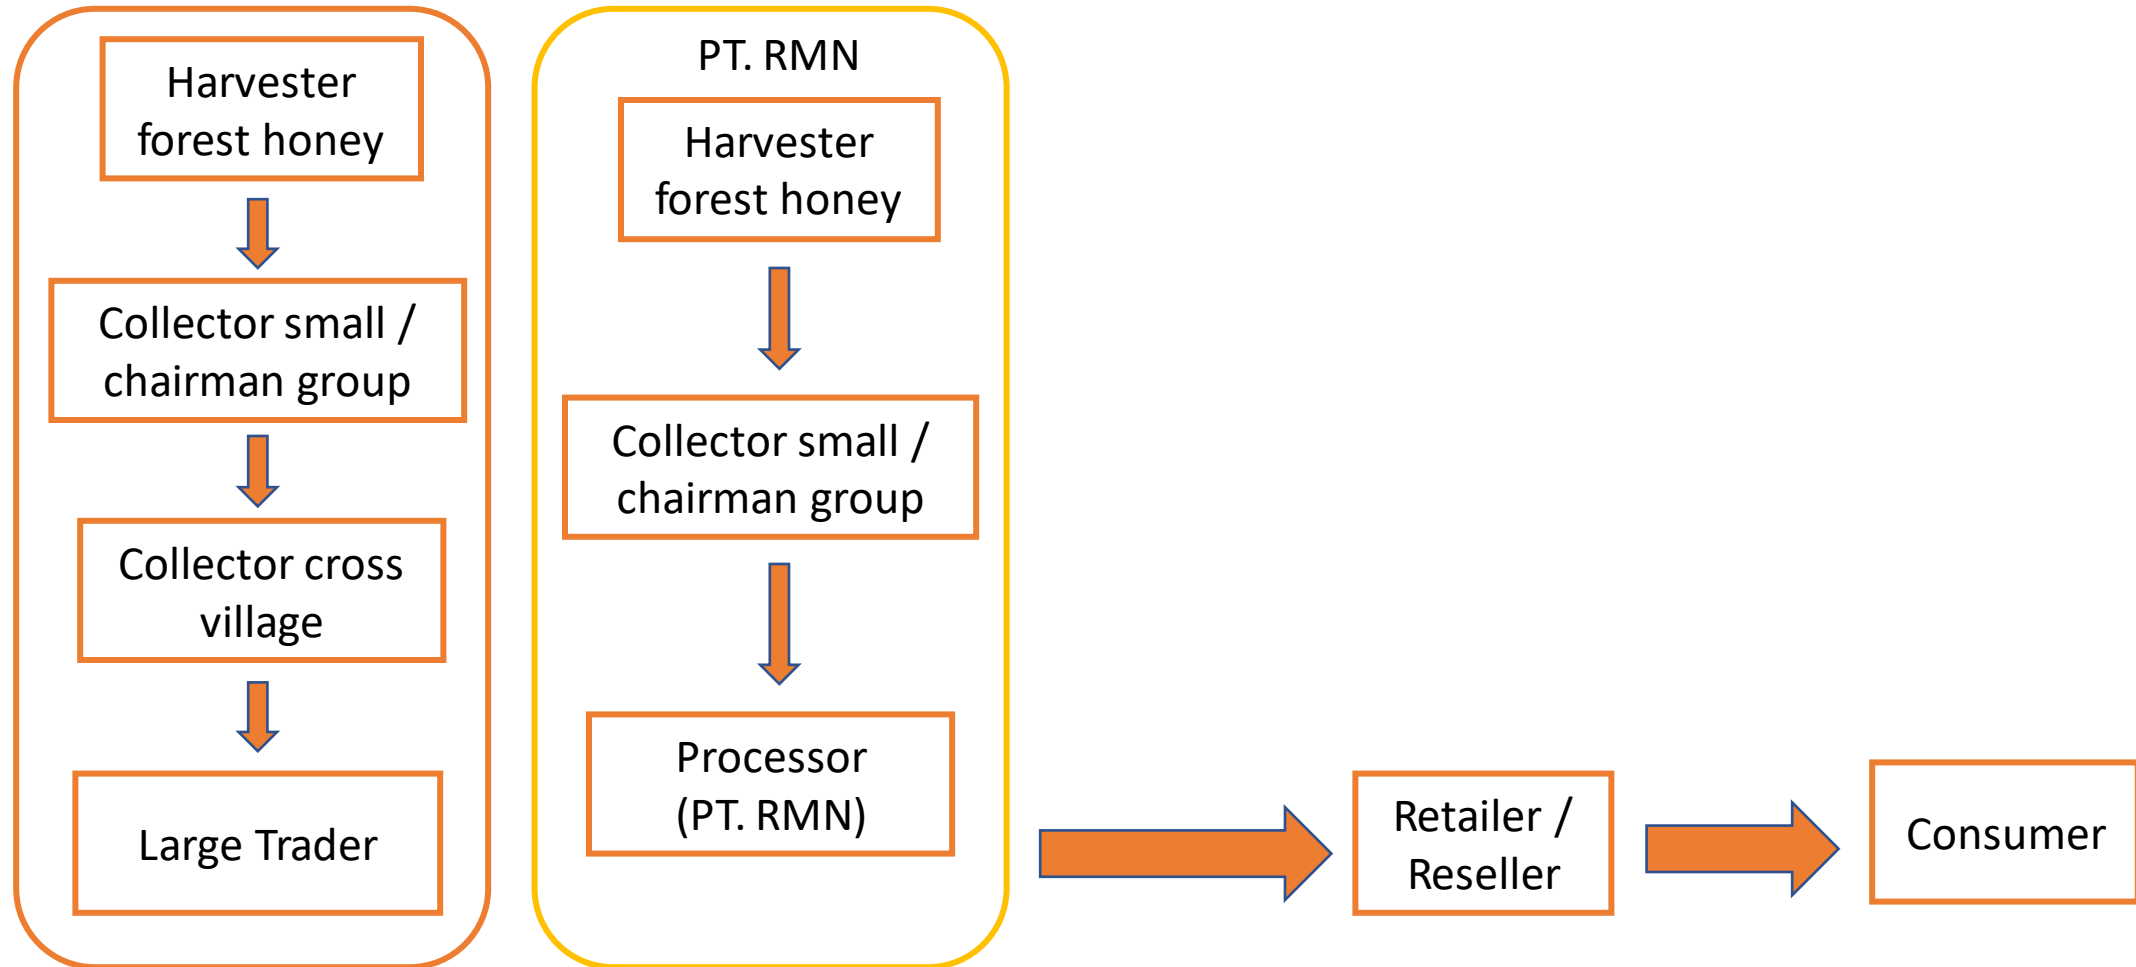 Harvester
forest honey
Collector small /
chairman group
Collector cross
village
Large Trader
PT. RMN
Harvester
forest honey
Collector small /
chairman group
Processor
(PT. RMN)
Retailer /
Reseller
Consumer